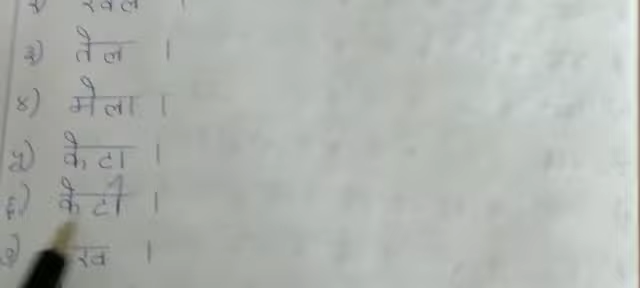 ३) तेल ।
४) मेला ।
५) केटा ।
६) केटी ।